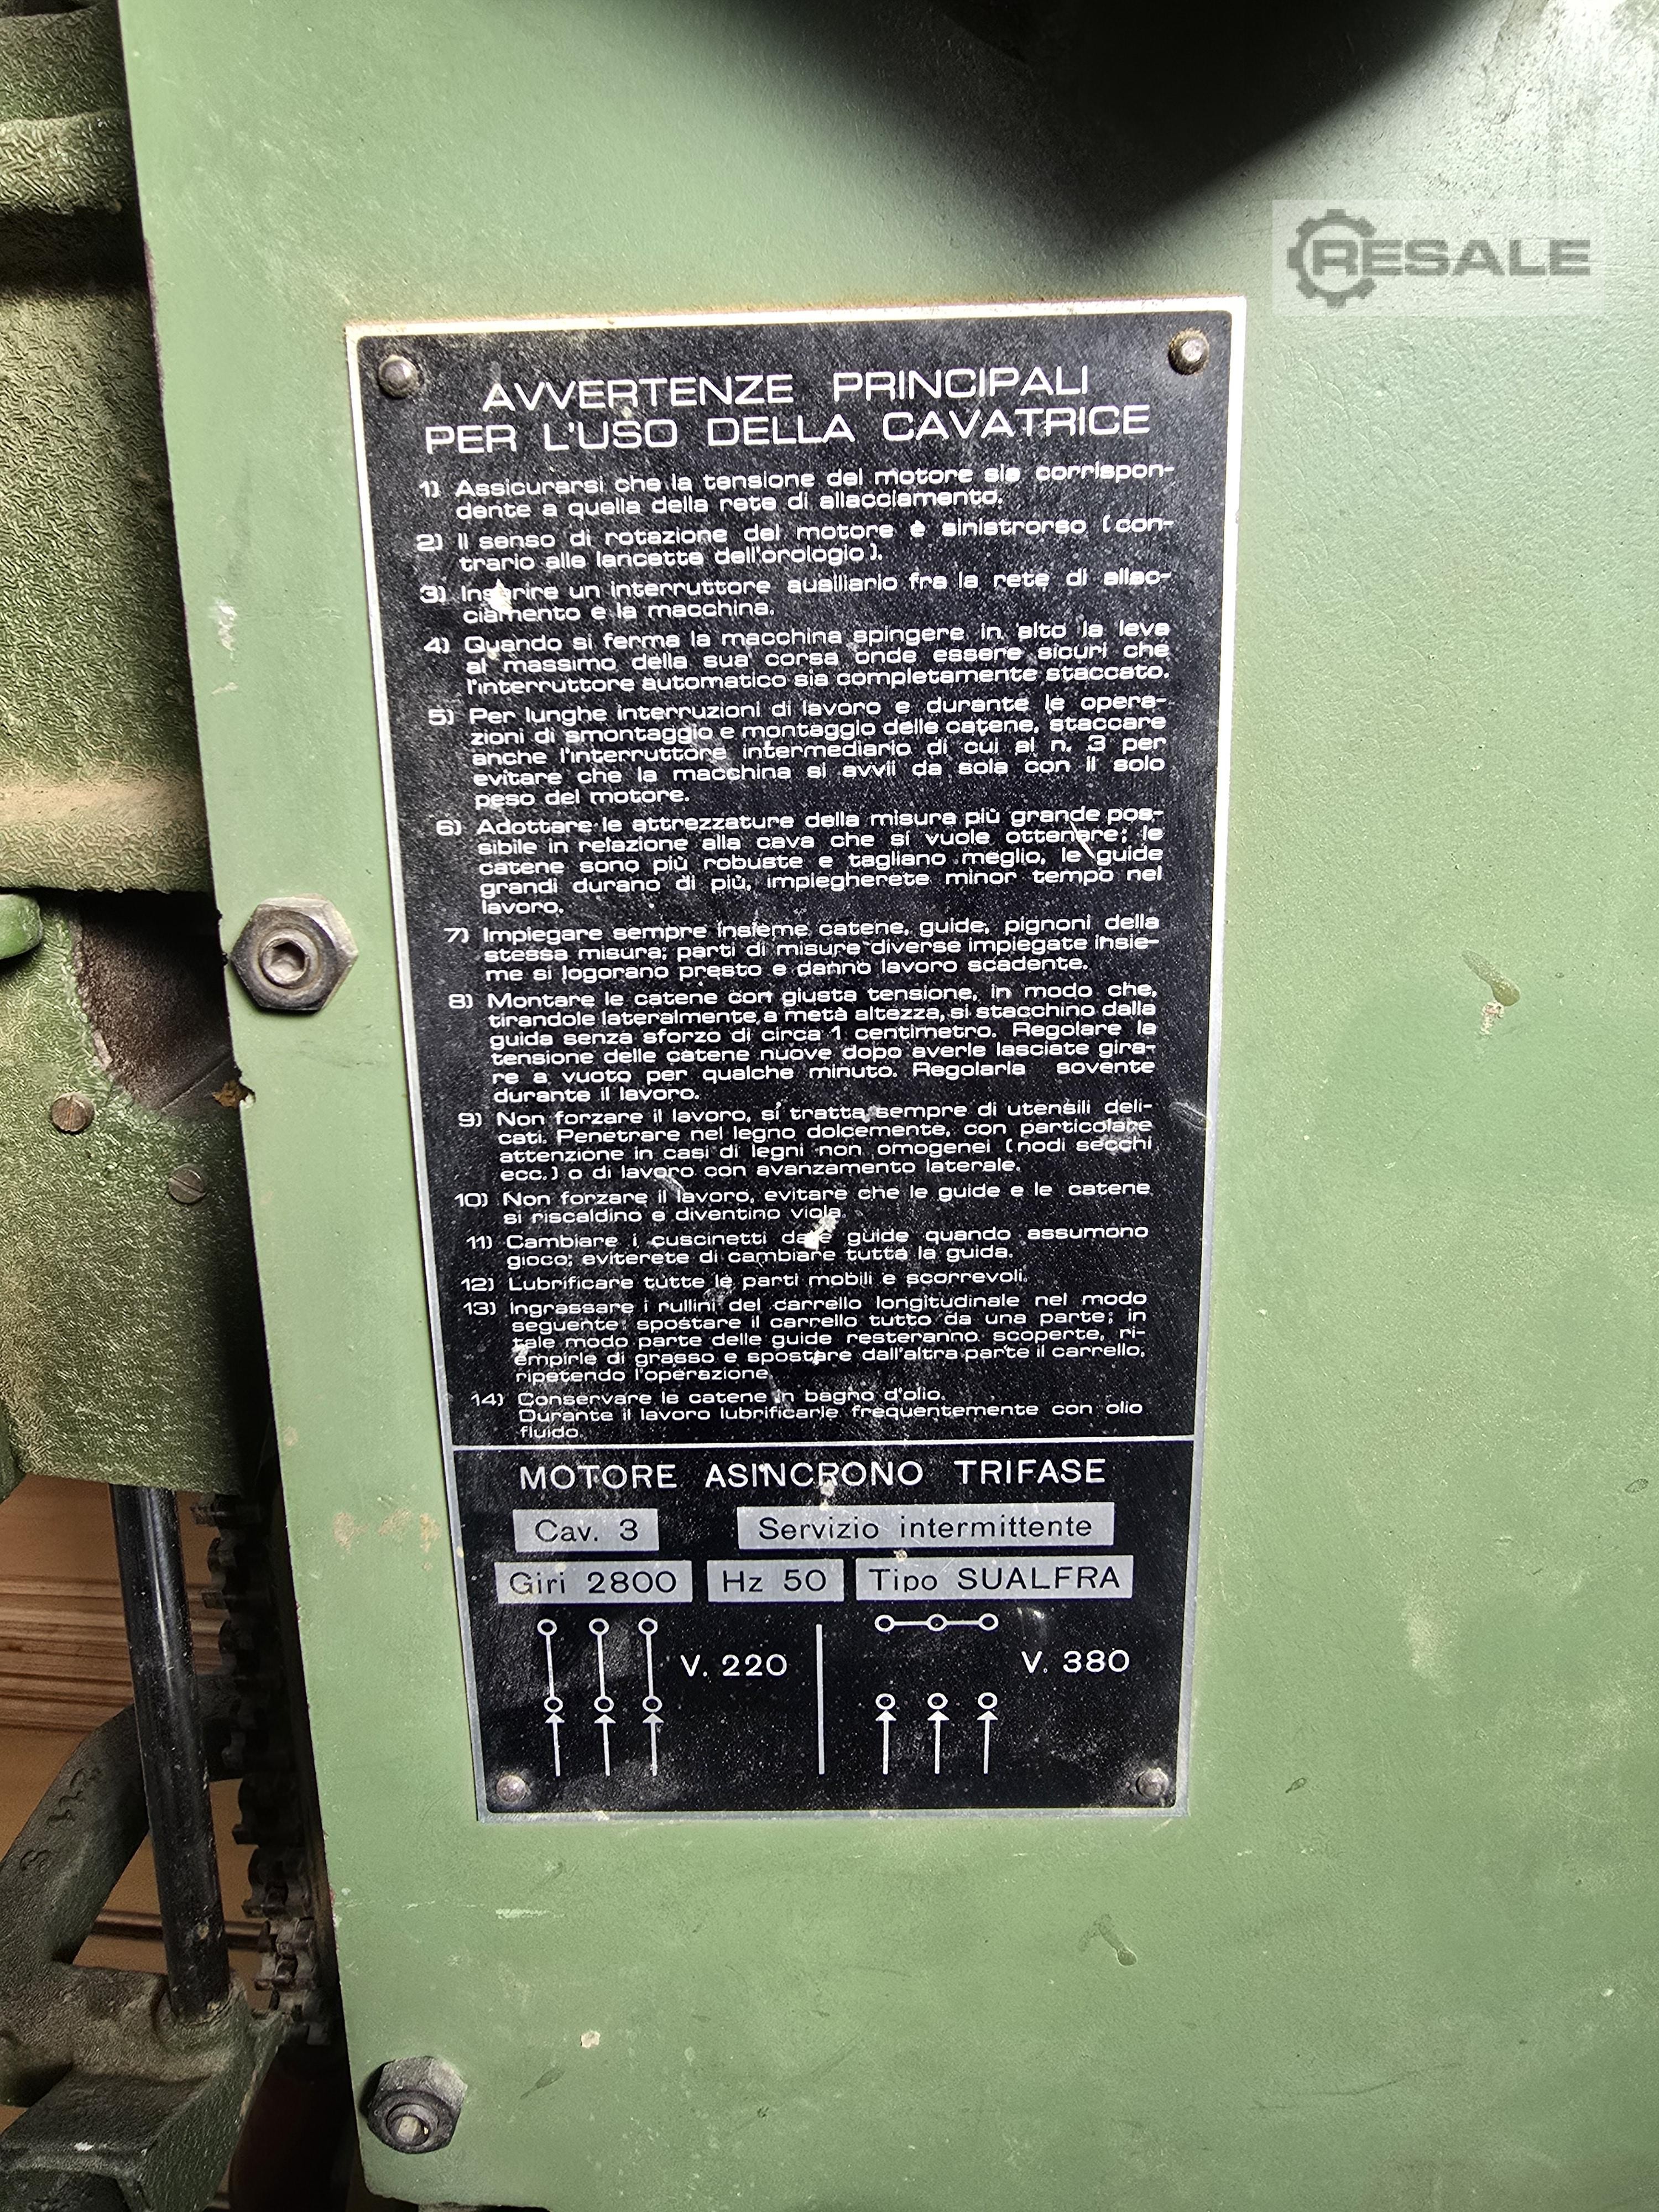 RESALE
AVVERTENZE PRINCIPALI
PER L'USO DELLA CAVATRICE
1) Assicurarsi che la tensione del motore sia corrispon-
dente a quella della rete di allacciamento.
2) Il senso di rotazione del motore è sinistrorso (con-
trario alle lancette dell'orologio).
3) Inserire un interruttore ausiliario fra la rete di allac-
ciamento e la macchina.
4) Quando si ferma la macchina spingere in alto la leva
al massimo della sua corsa onde essere sicuri che
l'interruttore automatico sia completamente staccato.
5) Per lunghe interruzioni di lavoro e durante le opera-
zioni di smontaggio e montaggio delle catene, staccare
anche l'interruttore intermediario di cui al n. 3 per
evitare che la macchina si avvii da sola con il solo
peso del motore.
6) Adottare le attrezzature della misura più grande pos-
sibile in relazione alla cava che si vuole ottenere; le
catene sono più robuste e tagliano meglio, le guide
grandi durano di più, impiegherete minor tempo nel
lavoro.
7) Impiegare sempre insieme catene, guide, pignoni della
stessa misura; parti di misure diverse impiegate insie-
me si logorano presto e danno lavoro scadente.
8) Montare le catene con giusta tensione, in modo che,
tirandole lateralmente, a metà altezza, si stacchino dalla
guida senza sforzo di circa 1 centimetro. Regolare la
tensione delle catene nuove dopo averle lasciate gira-
re a vuoto per qualche minuto. Regolarla sovente
durante il lavoro.
9) Non forzare il lavoro, si tratta sempre di utensili deli-
cati. Penetrare nel legno dolcemente, con particolare
attenzione in casi di legni non omogenei (nodi secchi
ecc.) o di lavoro con avanzamento laterale.
10) Non forzare il lavoro, evitare che le guide e le catene
si riscaldino e diventino viola.
11) Cambiare i cuscinetti delle guide quando assumono
gioco; eviterete di cambiare tutta la guida.
12) Lubrificare tutte le parti mobili e scorrevoli.
13) Ingrassare i rullini del carrello longitudinale nel modo
seguente: spostare il carrello tutto da una parte; in
tale modo parte delle guide resteranno scoperte, ri-
empirle di grasso e spostare dall'altra parte il carrello,
ripetendo l'operazione
14) Conservare le catene in bagno d'olio.
Durante il lavoro lubrificarle frequentemente con olio
fluido.
MOTORE ASINCRONO TRIFASE
Cav. 3 Servizio intermittente
Giri 2800 Hz 50 Tipo SUALFRA
V. 220 V. 380